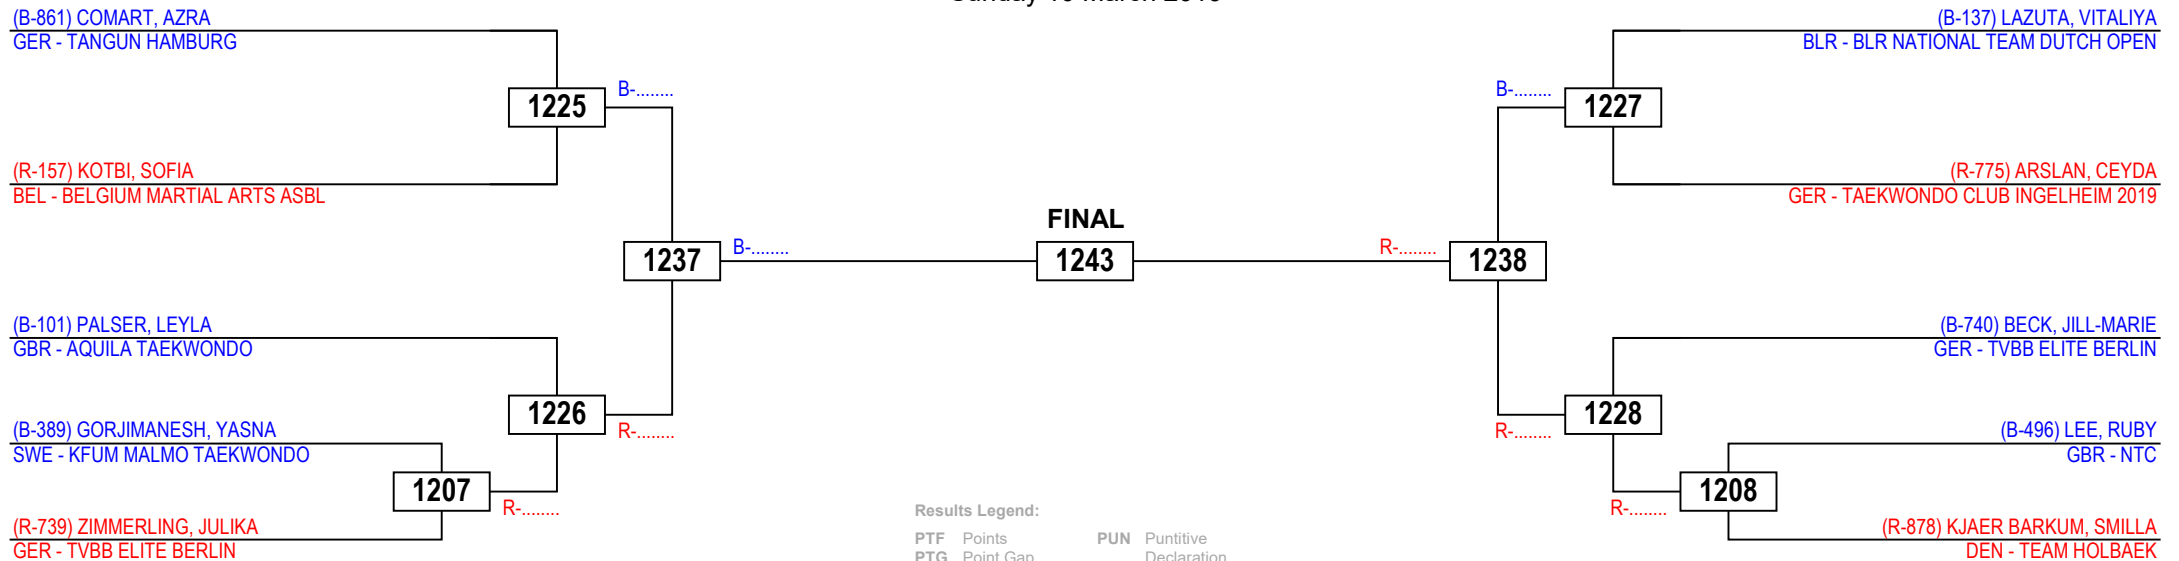 (B-861) COMART, AZRA
GER - TANGUN HAMBURG
(R-157) KOTBI, SOFIA
BEL - BELGIUM MARTIAL ARTS ASBL
(B-101) PALSER, LEYLA
GBR - AQUILA TAEKWONDO
(B-389) GORJIMANESH, YASNA
SWE - KFUM MALMO TAEKWONDO
(R-739) ZIMMERLING, JULIKA
GER - TVBB ELITE BERLIN
1225
B-........
1226
R-........
1207
R-........
1237
B-........
FINAL
1243
R-........
1238
B-........
1227
R-........
1228
R-........
1208
(B-137) LAZUTA, VITALIYA
BLR - BLR NATIONAL TEAM DUTCH OPEN
(R-775) ARSLAN, CEYDA
GER - TAEKWONDO CLUB INGELHEIM 2019
(B-740) BECK, JILL-MARIE
GER - TVBB ELITE BERLIN
(B-496) LEE, RUBY
GBR - NTC
(R-878) KJAER BARKUM, SMILLA
DEN - TEAM HOLBAEK
Results Legend:
PTF Points
PUN Puntitive
PTG Point Gap
Declaration